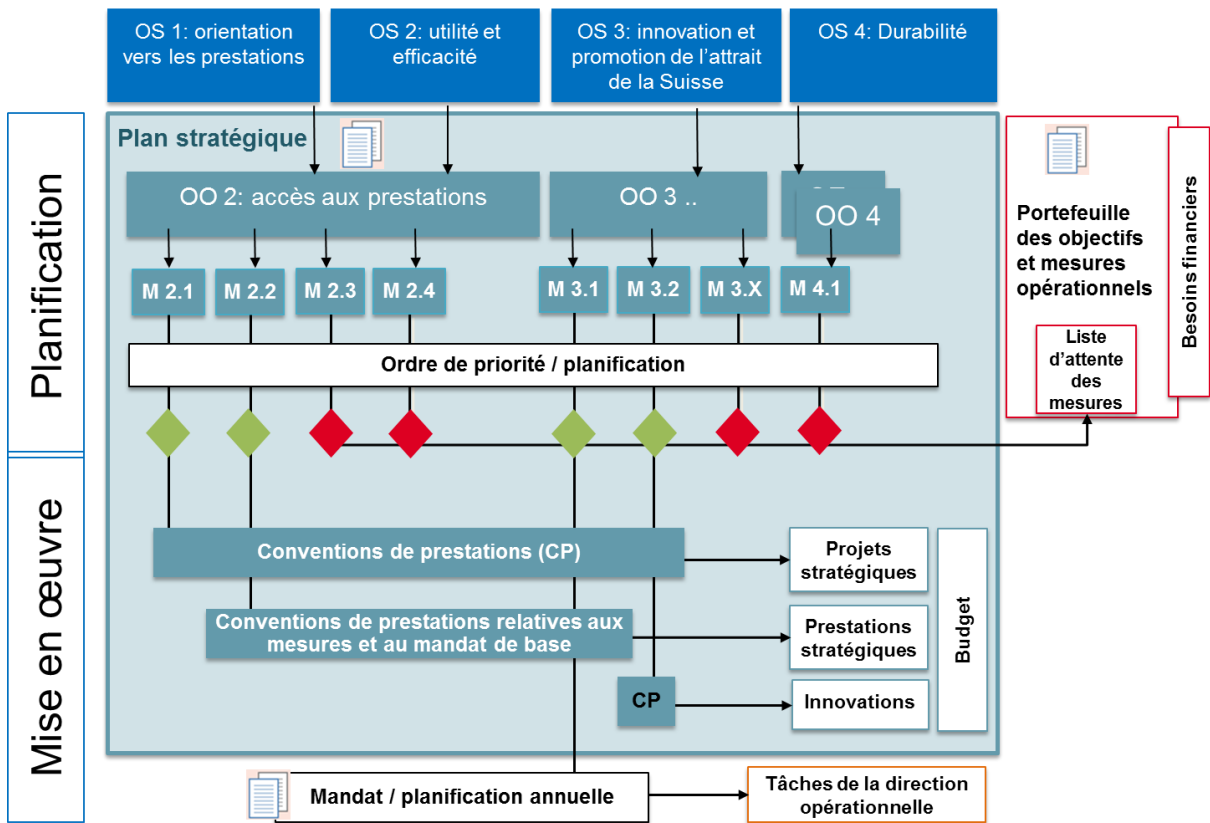 OS 1: orientation
vers les prestations
OS 2: utilité et
efficacité
OS 3: innovation et
promotion de l'attrait
de la Suisse
OS 4: Durabilité
Planification
Plan stratégique
OO 2: accès aux prestations
OO 3 ..
OO 4
M 2.1
M 2.2
M 2.3
M 2.4
M 3.1
M 3.2
M 3.X
M 4.1
Ordre de priorité / planification
Portefeuille
des objectifs
et mesures
opérationnels
Liste
d'attente
des
mesures
Besoins financiers
Mise en œuvre
Conventions de prestations (CP)
Projets
stratégiques
Conventions de prestations relatives aux
mesures et au mandat de base
Prestations
stratégiques
CP
Innovations
Budget
Mandat / planification annuelle
Tâches de la direction
opérationnelle